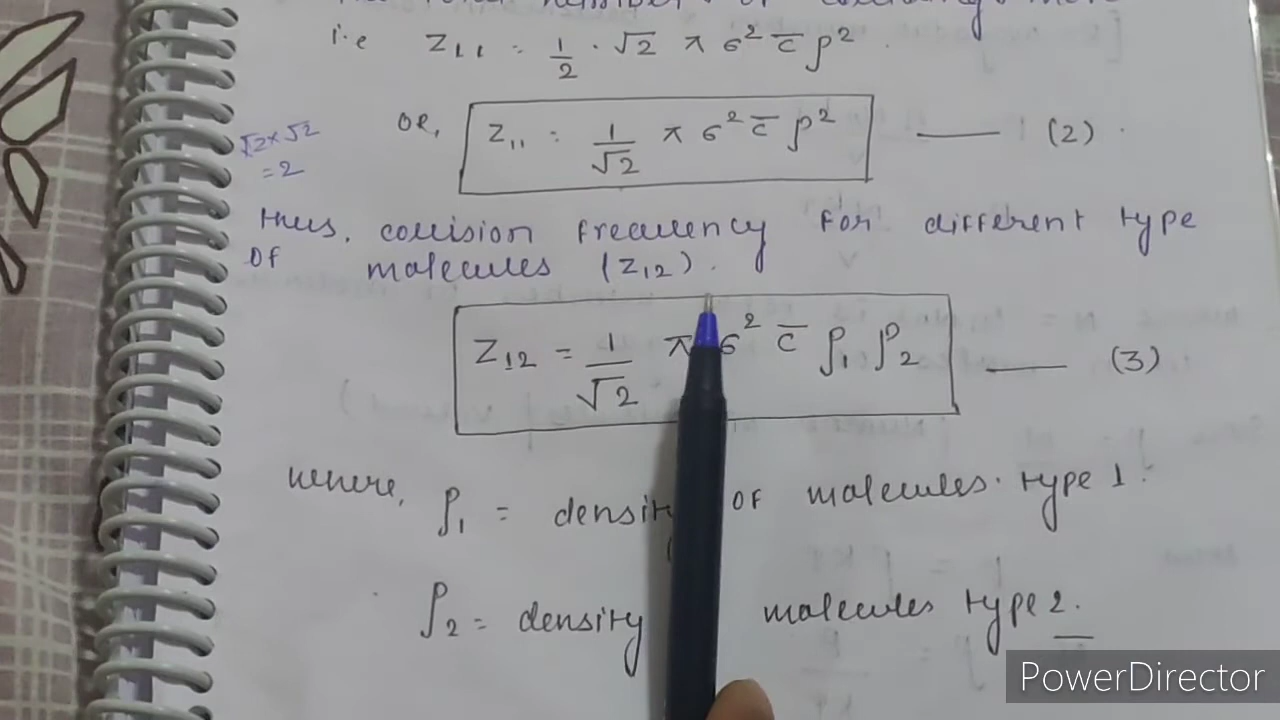 i.e Z₁₁ = 1/2 · √2 π σ² c̄ ρ²
or, Z₁₁ = 1/√2 π σ² c̄ ρ² —— (2)
√2×√2
= 2
thus, collision frequency for different type
of molecules (Z₁₂).
Z₁₂ = 1/√2 π σ² c̄ ρ₁ ρ₂ —— (3)
where, ρ₁ = density of molecules type 1.
ρ₂ = density molecules type 2.
PowerDirector